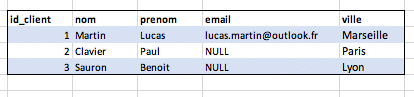 id_client nom prenom email ville
1 Martin Lucas lucas.martin@outlook.fr Marseille
2 Clavier Paul NULL Paris
3 Sauron Benoit NULL Lyon